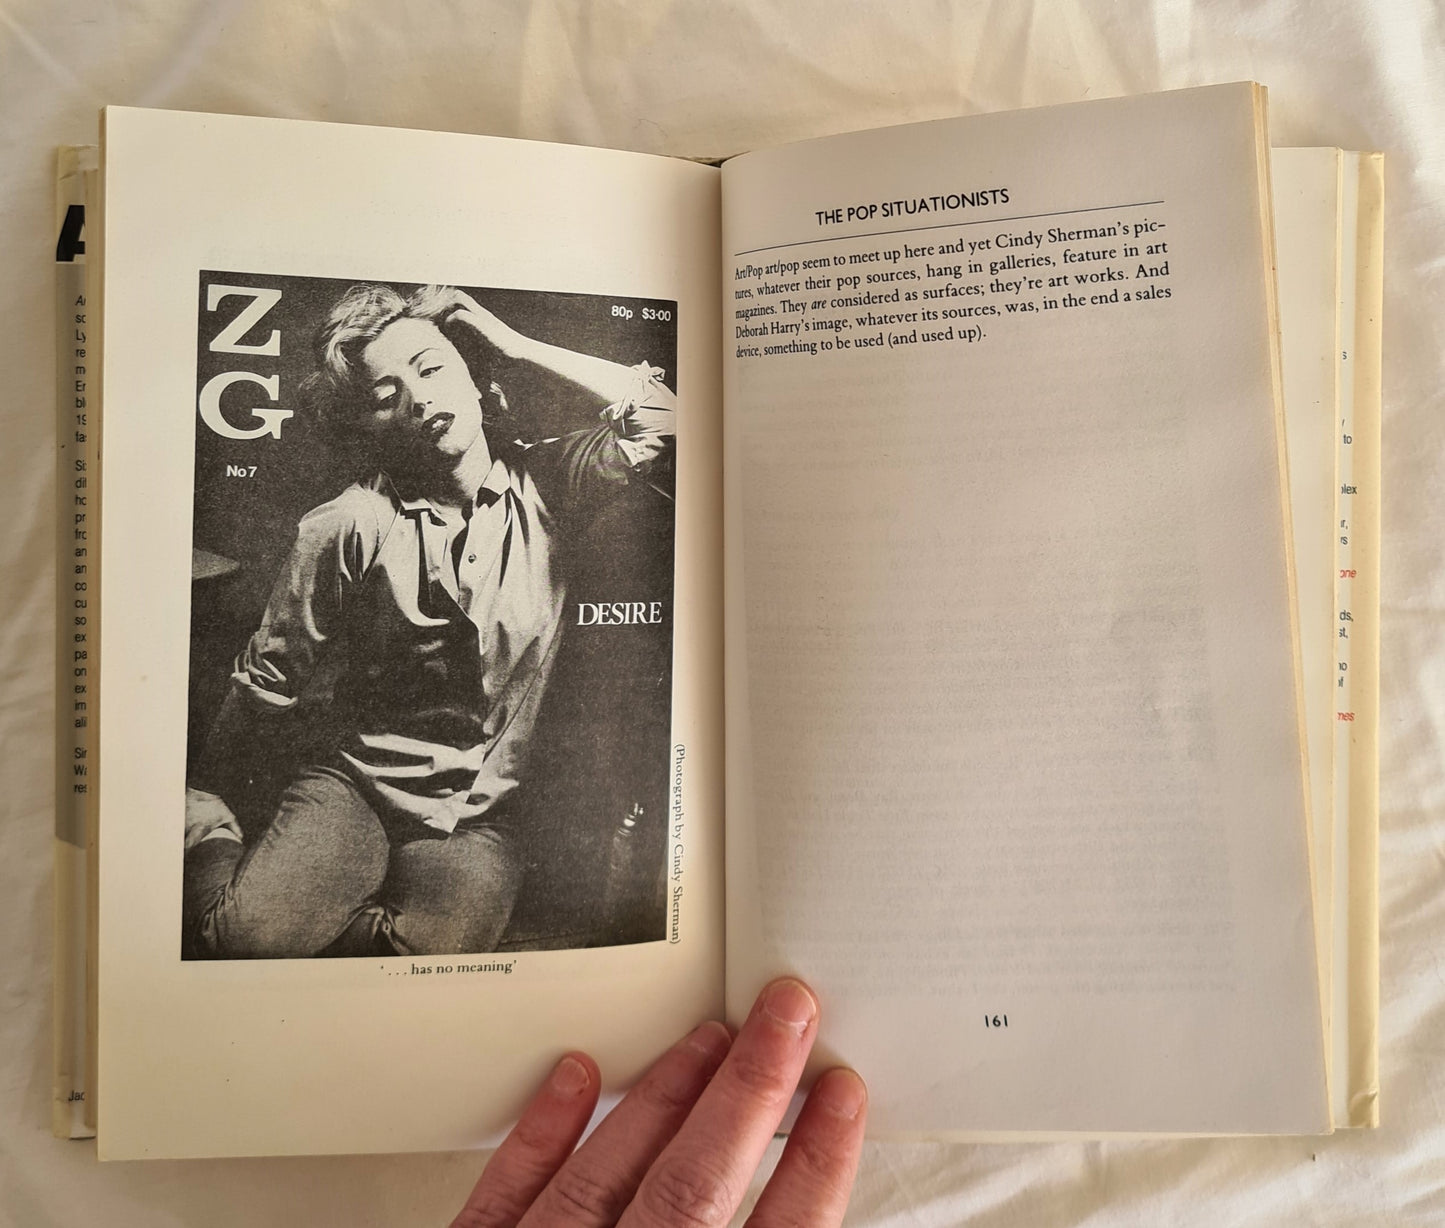 Z
G
No 7
80p $3·00
DESIRE
(Photograph by Cindy Sherman)
‘. . . has no meaning’
THE POP SITUATIONISTS
Art/Pop art/pop seem to meet up here and yet Cindy Sherman’s pic-
tures, whatever their pop sources, hang in galleries, feature in art
magazines. They are considered as surfaces; they’re art works. And
Deborah Harry’s image, whatever its sources, was, in the end a sales
device, something to be used (and used up).
161